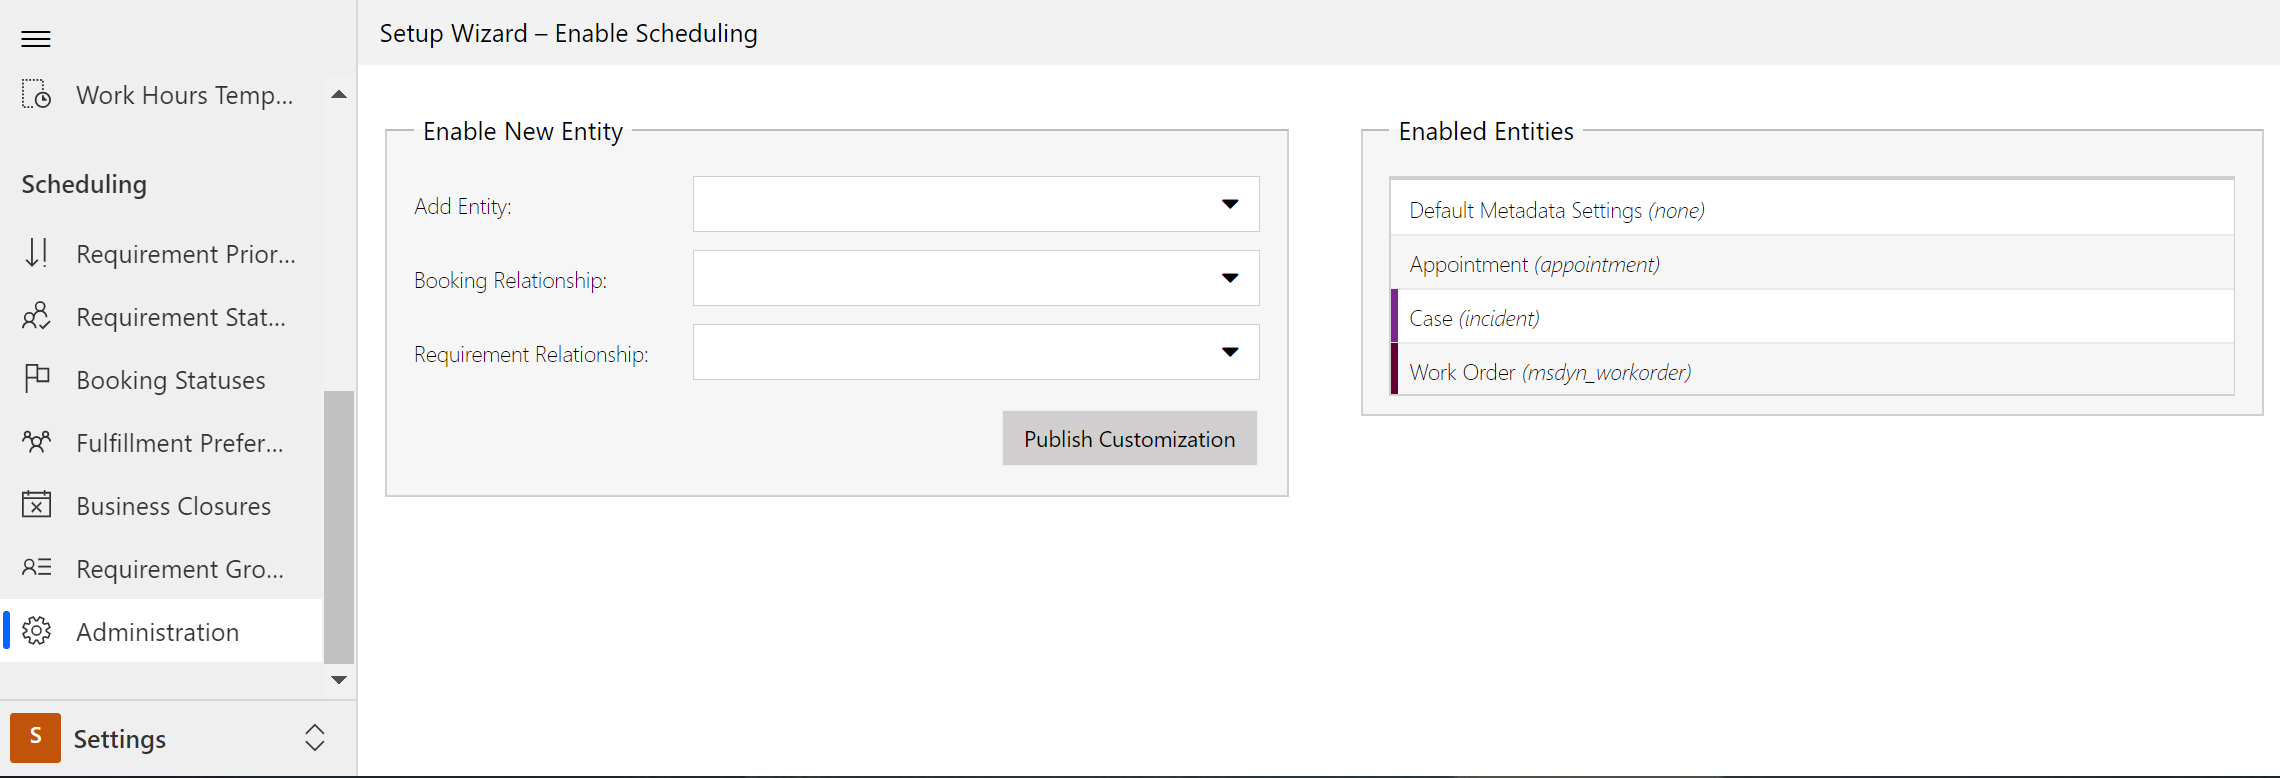 Setup Wizard – Enable Scheduling
Work Hours Temp...
Scheduling
Requirement Prior...
Requirement Stat...
Booking Statuses
Fulfillment Prefer...
Business Closures
Requirement Gro...
Administration
S
Settings
Enable New Entity
Add Entity:
Booking Relationship:
Requirement Relationship:
Publish Customization
Enabled Entities
Default Metadata Settings (none)
Appointment (appointment)
Case (incident)
Work Order (msdyn_workorder)